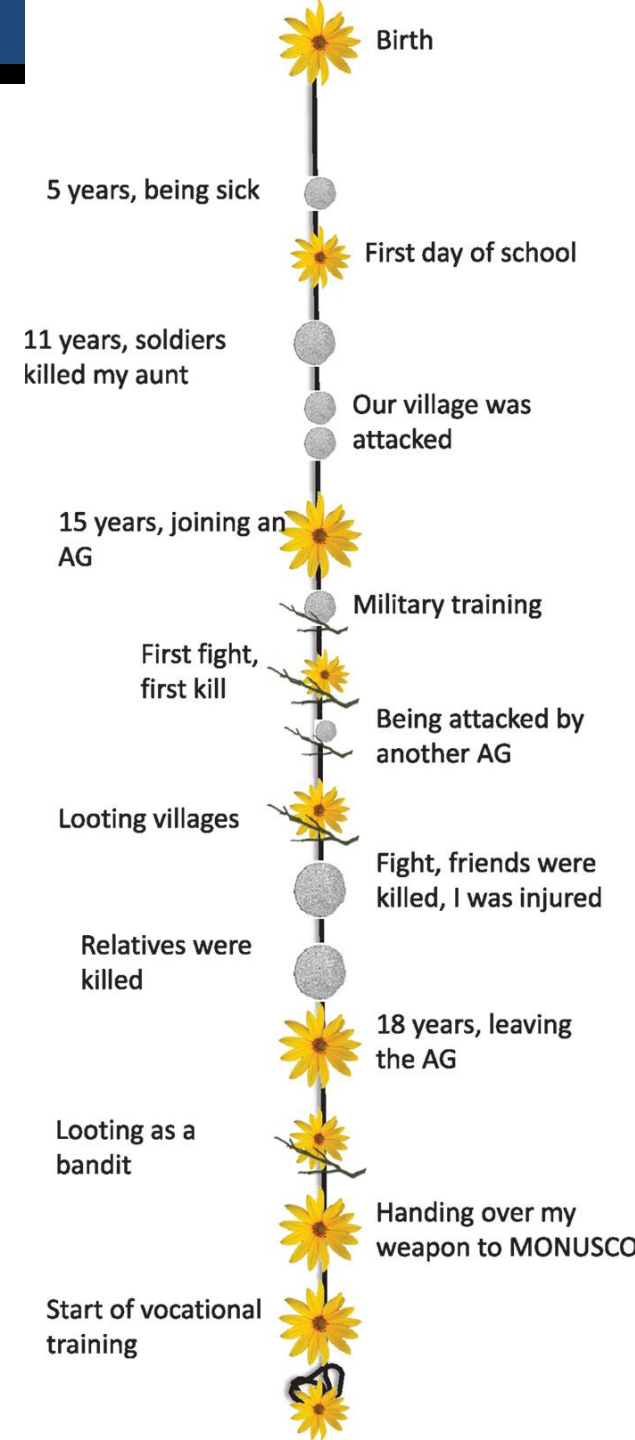 Birth
5 years, being sick
First day of school
11 years, soldiers
killed my aunt
Our village was
attacked
15 years, joining an
AG
Military training
First fight,
first kill
Being attacked by
another AG
Looting villages
Fight, friends were
killed, I was injured
Relatives were
killed
18 years, leaving
the AG
Looting as a
bandit
Handing over my
weapon to MONUSCO
Start of vocational
training